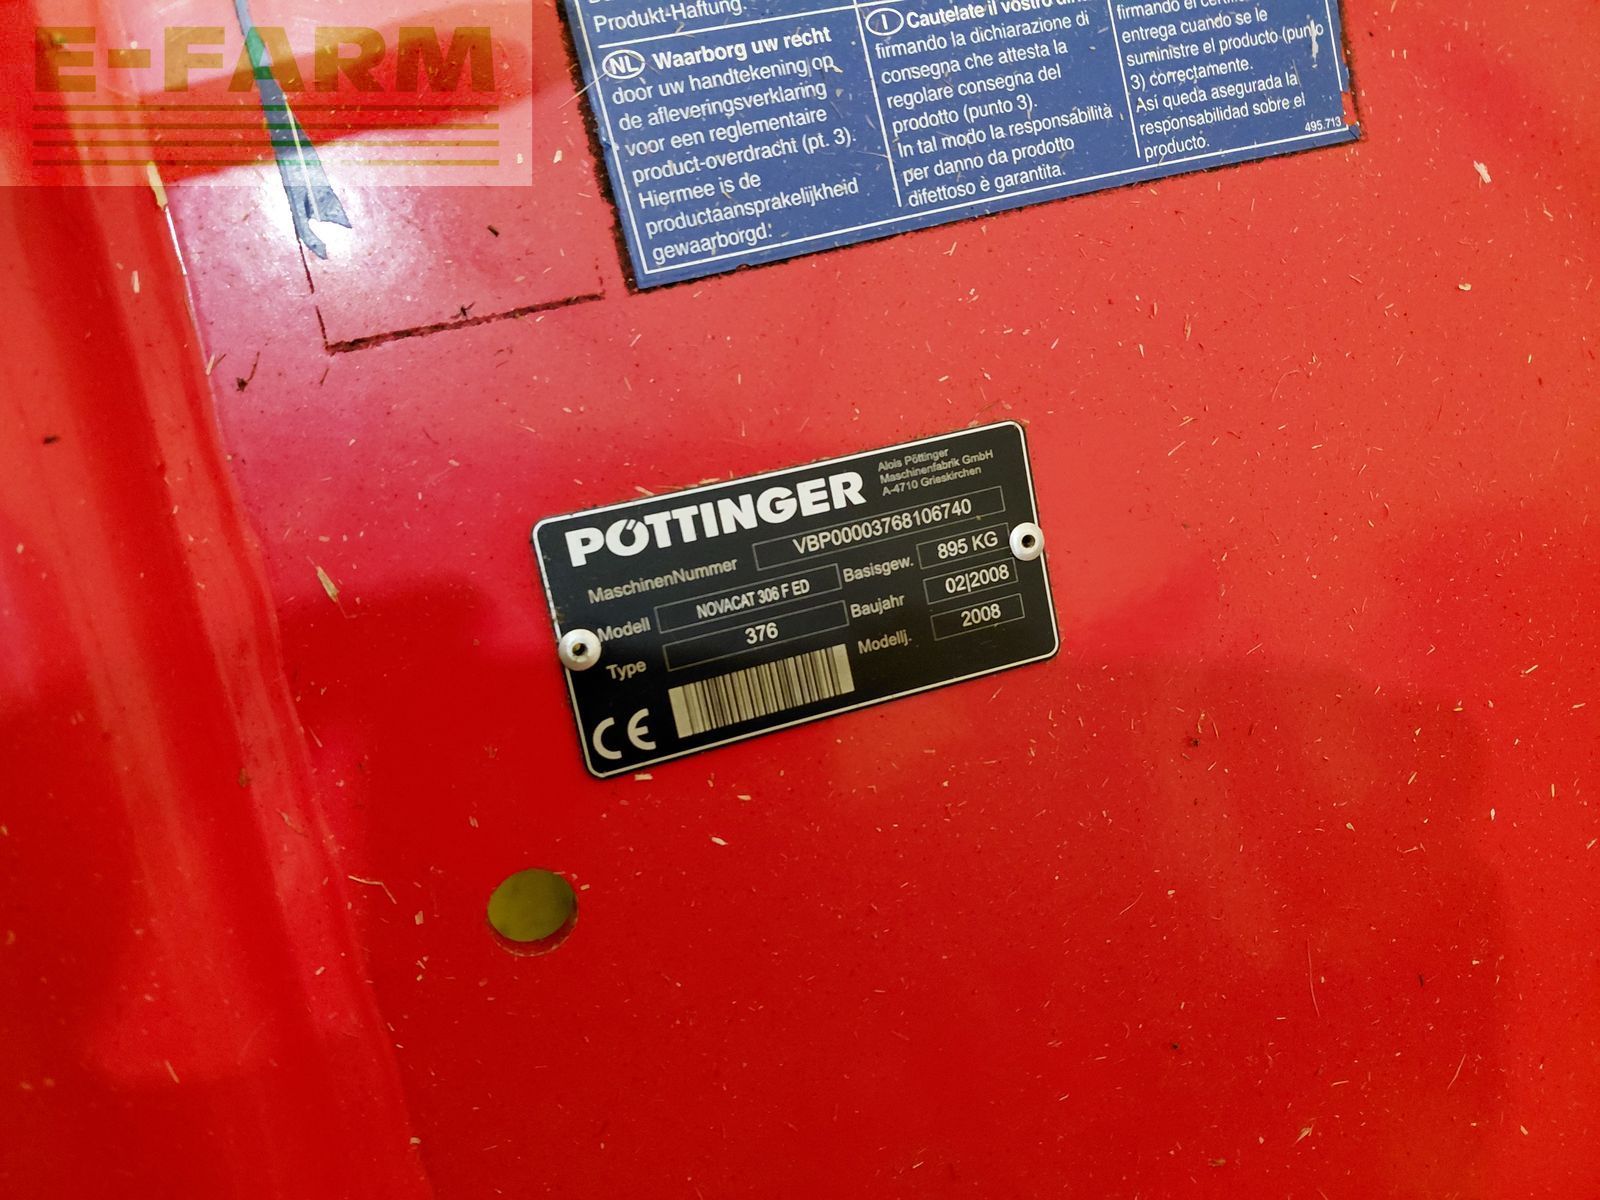 E-FARM
Produkt-Haftung.
NL Waarborg uw recht
door uw handtekening op
de afleveringsverklaring
voor een reglementaire
product-overdracht (pt. 3).
Hiermee is de
productaansprakelijkheid
gewaarborgd:
I Cautelate il vostro
firmando la dichiarazione di
consegna che attesta la
regolare consegna del
prodotto (punto 3).
In tal modo la responsabilità
per danno da prodotto
difettoso è garantita.
firmando el
entrega cuando se le
suministre el producto (punto
3) correctamente.
Así queda asegurada la
responsabilidad sobre el
producto.
495.713
PÖTTINGER
Alois Pöttinger
Maschinenfabrik GmbH
A-4710 Grieskirchen
MaschinenNummer VBP00003768106740
Modell NOVACAT 306 F ED Basisgew. 895 KG
Type 376 Baujahr 02|2008
Modellj. 2008
CE